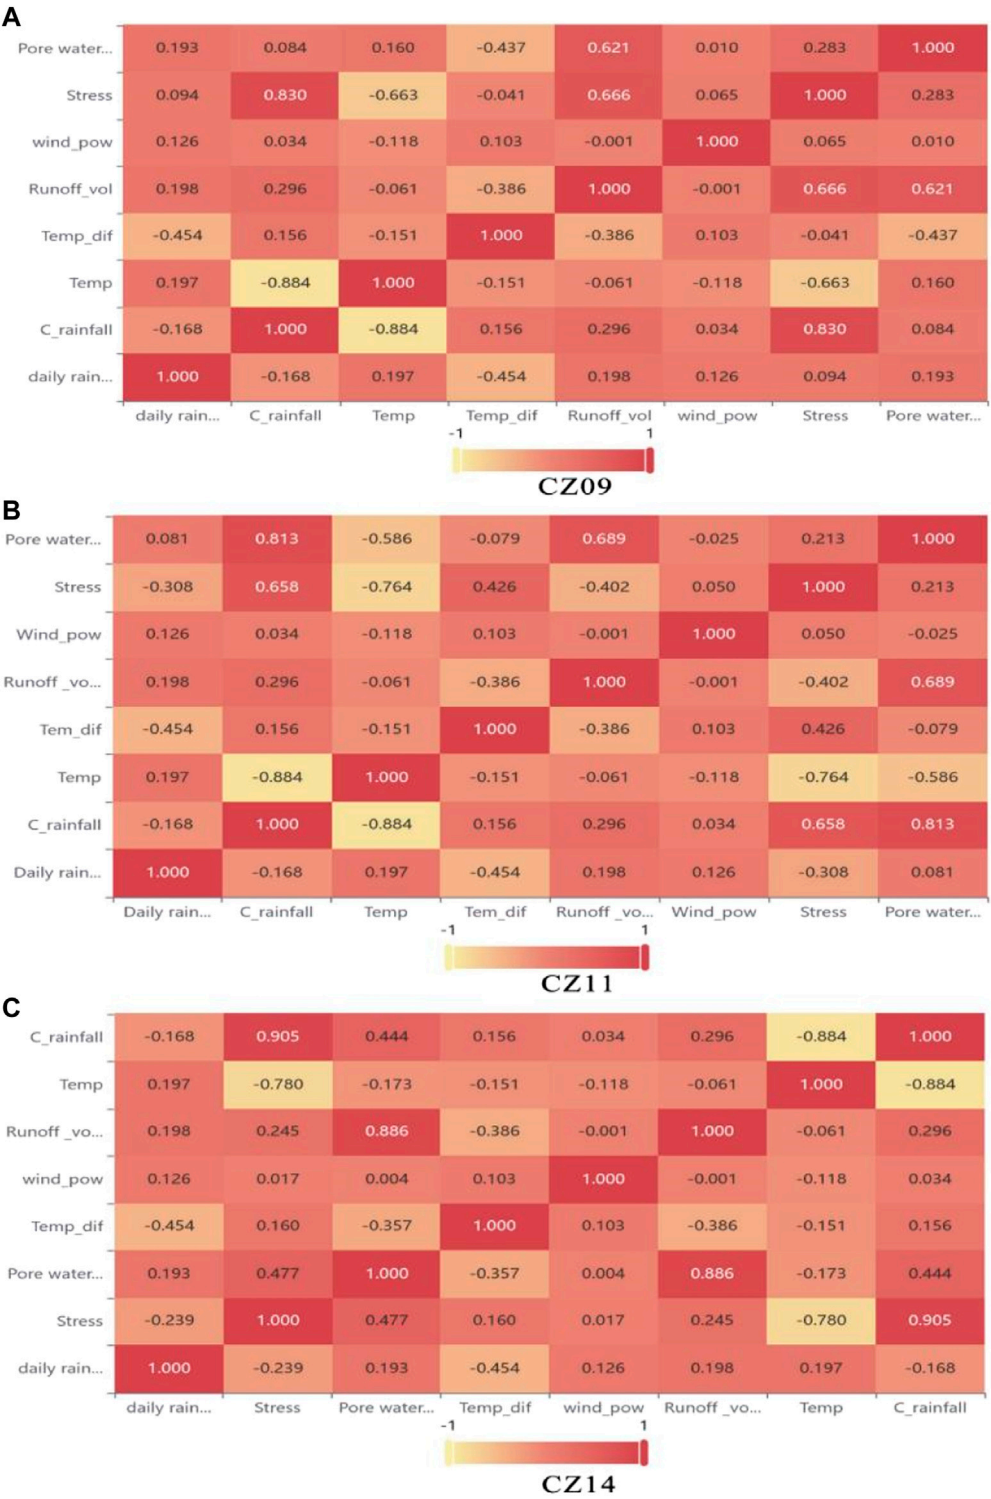 A
Pore water... 0.193 0.084 0.160 -0.437 0.621 0.010 0.283 1.000
Stress 0.094 0.830 -0.663 -0.041 0.666 0.065 1.000 0.283
wind_pow 0.126 0.034 -0.118 0.103 -0.001 1.000 0.065 0.010
Runoff_vol 0.198 0.296 -0.061 -0.386 1.000 -0.001 0.666 0.621
Temp_dif -0.454 0.156 -0.151 1.000 -0.386 0.103 -0.041 -0.437
Temp 0.197 -0.884 1.000 -0.151 -0.061 -0.118 -0.663 0.160
C_rainfall -0.168 1.000 -0.884 0.156 0.296 0.034 0.830 0.084
daily rain... 1.000 -0.168 0.197 -0.454 0.198 0.126 0.094 0.193
daily rain... C_rainfall Temp Temp_dif Runoff_vol wind_pow Stress Pore water...
-1 1
CZ09
B
Pore water... 0.081 0.813 -0.586 -0.079 0.689 -0.025 0.213 1.000
Stress -0.308 0.658 -0.764 0.426 -0.402 0.050 1.000 0.213
Wind_pow 0.126 0.034 -0.118 0.103 -0.001 1.000 0.050 -0.025
Runoff _vo... 0.198 0.296 -0.061 -0.386 1.000 -0.001 -0.402 0.689
Tem_dif -0.454 0.156 -0.151 1.000 -0.386 0.103 0.426 -0.079
Temp 0.197 -0.884 1.000 -0.151 -0.061 -0.118 -0.764 -0.586
C_rainfall -0.168 1.000 -0.884 0.156 0.296 0.034 0.658 0.813
Daily rain... 1.000 -0.168 0.197 -0.454 0.198 0.126 -0.308 0.081
Daily rain... C_rainfall Temp Tem_dif Runoff _vo... Wind_pow Stress Pore water...
-1 1
CZ11
C
C_rainfall -0.168 0.905 0.444 0.156 0.034 0.296 -0.884 1.000
Temp 0.197 -0.780 -0.173 -0.151 -0.118 -0.061 1.000 -0.884
Runoff _vo... 0.198 0.245 0.886 -0.386 -0.001 1.000 -0.061 0.296
wind_pow 0.126 0.017 0.004 0.103 1.000 -0.001 -0.118 0.034
Temp_dif -0.454 0.160 -0.357 1.000 0.103 -0.386 -0.151 0.156
Pore water... 0.193 0.477 1.000 -0.357 0.004 0.886 -0.173 0.444
Stress -0.239 1.000 0.477 0.160 0.017 0.245 -0.780 0.905
daily rain... 1.000 -0.239 0.193 -0.454 0.126 0.198 0.197 -0.168
daily rain... Stress Pore water... Temp_dif wind_pow Runoff _vo... Temp C_rainfall
-1 1
CZ14